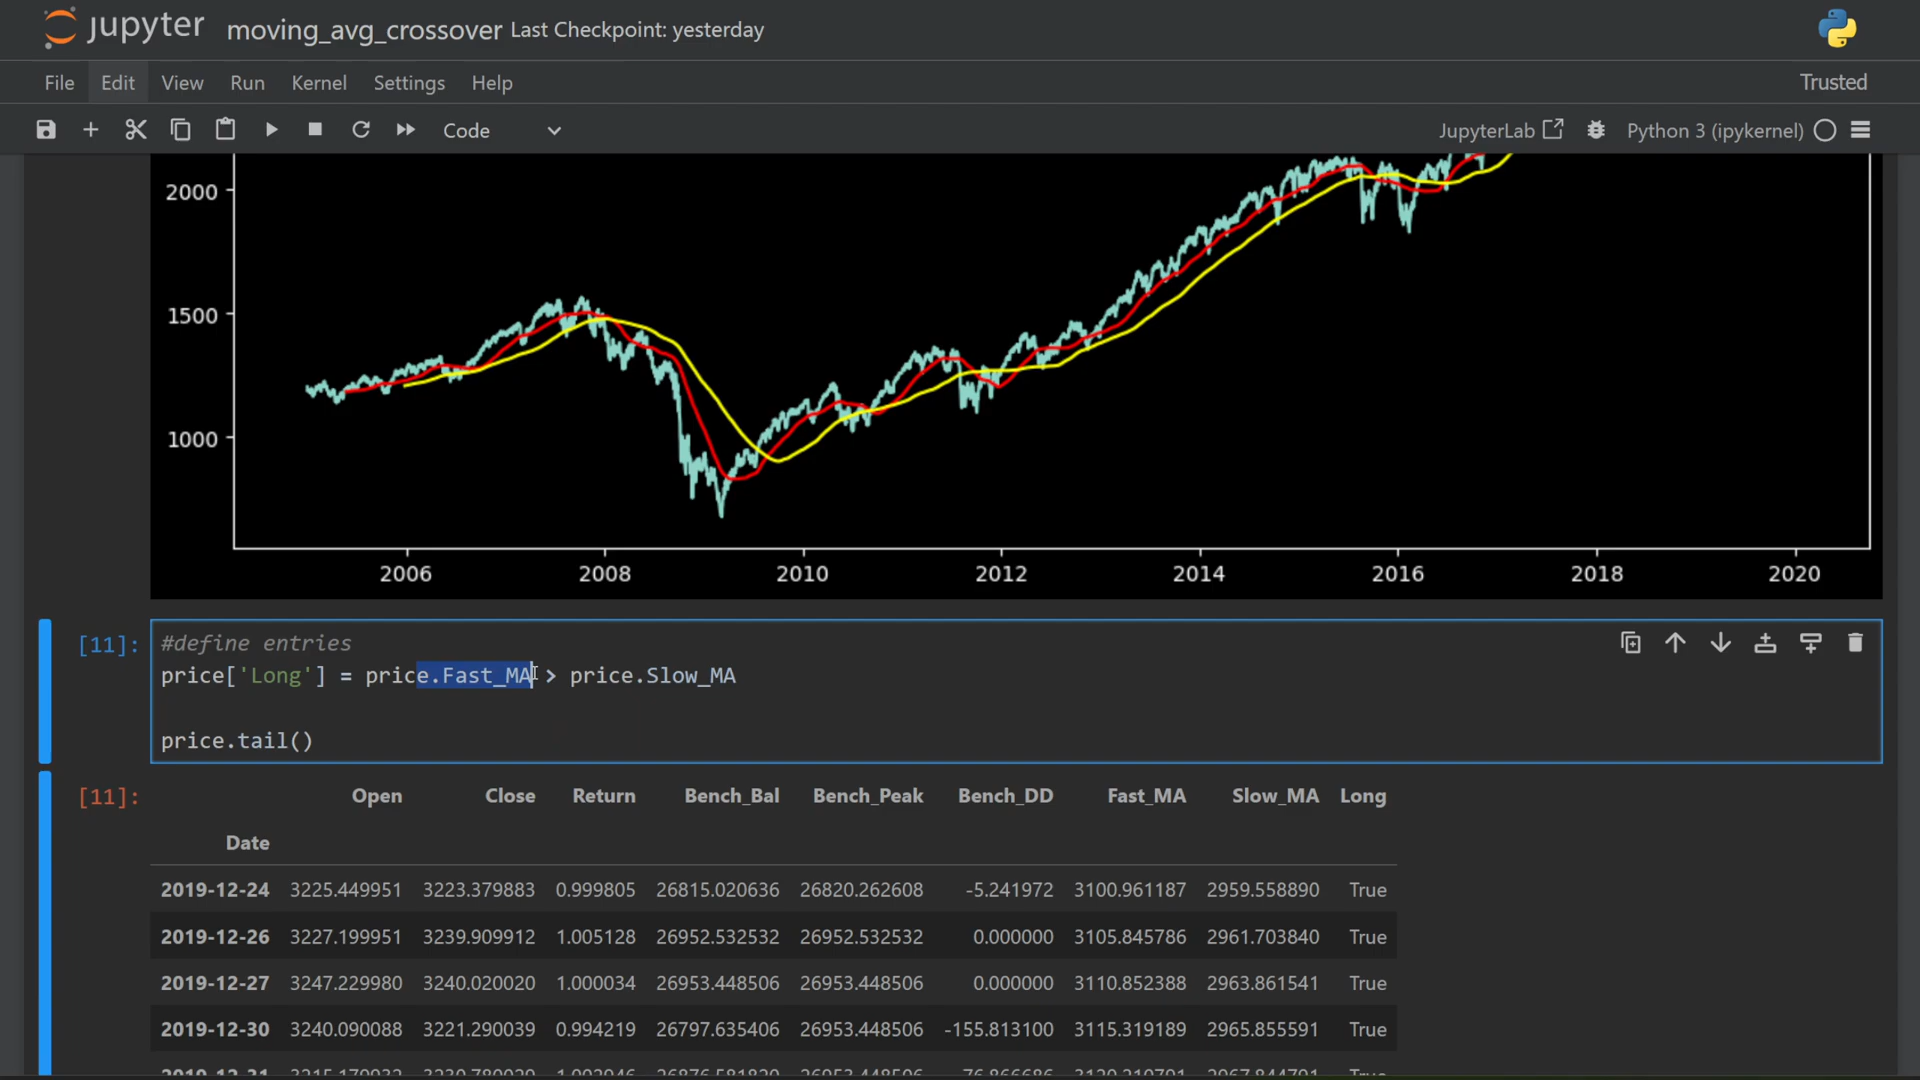 jupyter moving_avg_crossover Last Checkpoint: yesterday
File Edit View Run Kernel Settings Help Trusted
Code JupyterLab Python 3 (ipykernel)
2000
1500
1000
2006 2008 2010 2012 2014 2016 2018 2020
[11]: #define entries
price['Long'] = price.Fast_MA > price.Slow_MA
price.tail()
[11]: Open Close Return Bench_Bal Bench_Peak Bench_DD Fast_MA Slow_MA Long
Date
2019-12-24 3225.449951 3223.379883 0.999805 26815.020636 26820.262608 -5.241972 3100.961187 2959.558890 True
2019-12-26 3227.199951 3239.909912 1.005128 26952.532532 26952.532532 0.000000 3105.845786 2961.703840 True
2019-12-27 3247.229980 3240.020020 1.000034 26953.448506 26953.448506 0.000000 3110.852388 2963.861541 True
2019-12-30 3240.090088 3221.290039 0.994219 26797.635406 26953.448506 -155.813100 3115.319189 2965.855591 True